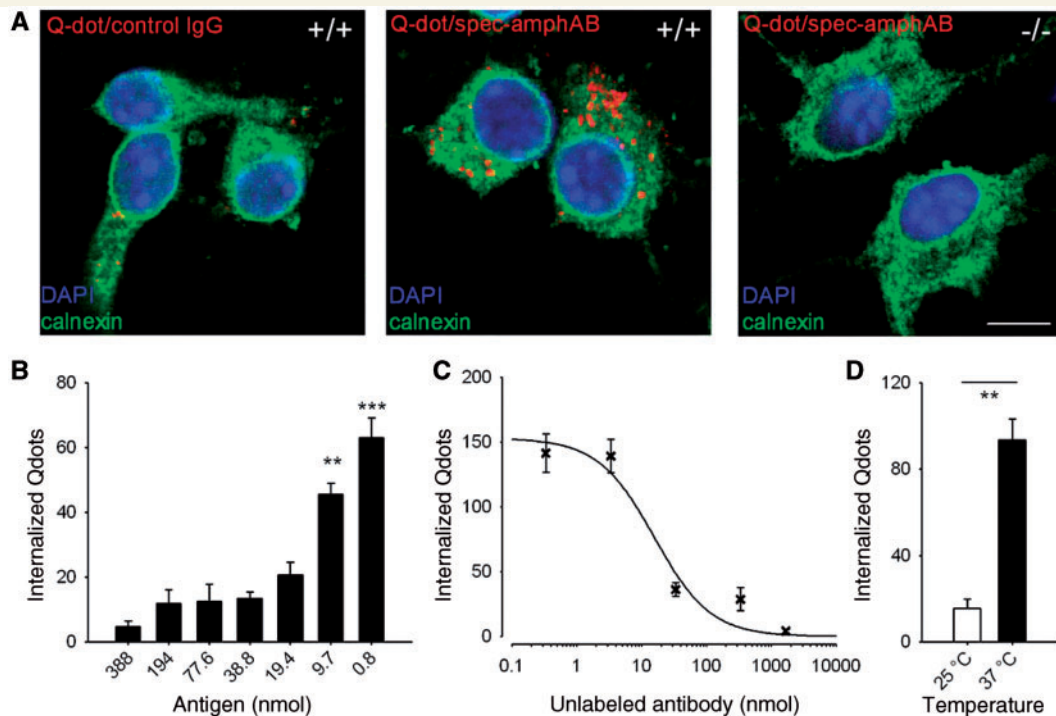 A
Q-dot/control IgG +/+
DAPI
calnexin
Q-dot/spec-amphAB +/+
DAPI
calnexin
Q-dot/spec-amphAB -/-
DAPI
calnexin
B
Internalized Qdots
80
60
40
20
0
** ***
388 194 77.6 38.8 19.4 9.7 0.8
Antigen (nmol)
C
Internalized Qdots
200
150
100
50
0
0.1 1 10 100 1000 10000
Unlabeled antibody (nmol)
D
Internalized Qdots
120
80
40
0
**
25 °C 37 °C
Temperature